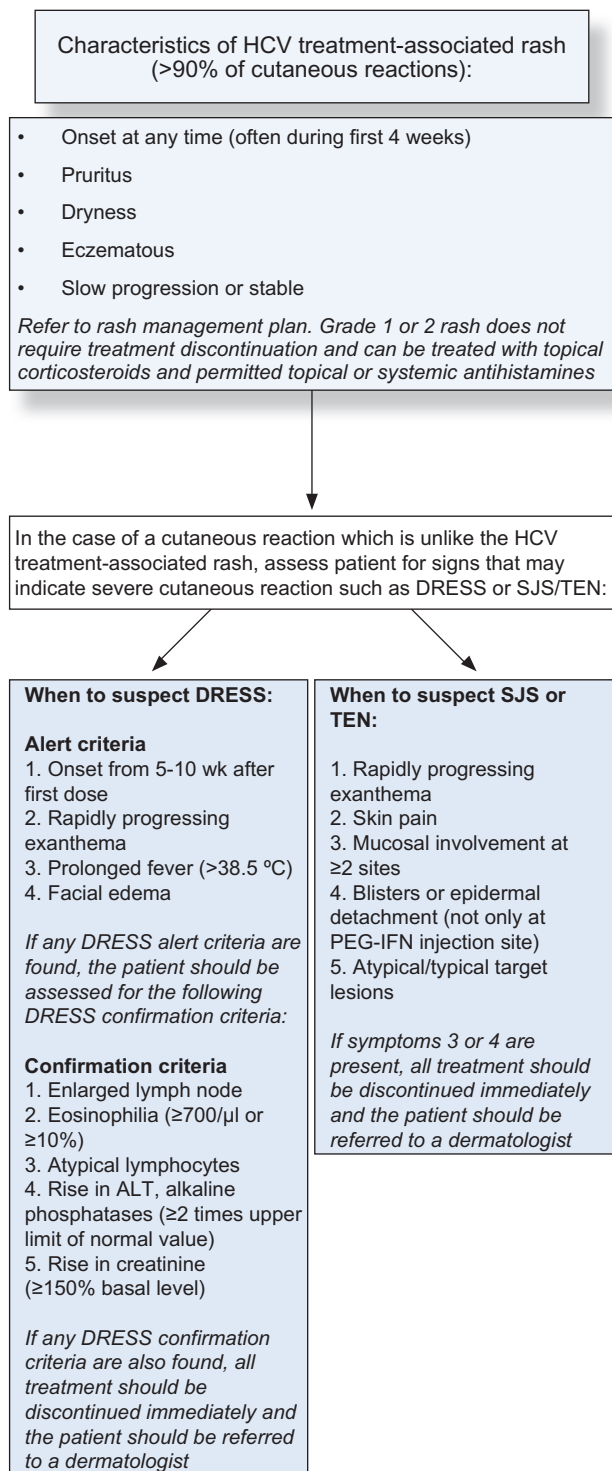 Characteristics of HCV treatment-associated rash
(>90% of cutaneous reactions):
• Onset at any time (often during first 4 weeks)
• Pruritus
• Dryness
• Eczematous
• Slow progression or stable
Refer to rash management plan. Grade 1 or 2 rash does not
require treatment discontinuation and can be treated with topical
corticosteroids and permitted topical or systemic antihistamines
In the case of a cutaneous reaction which is unlike the HCV
treatment-associated rash, assess patient for signs that may
indicate severe cutaneous reaction such as DRESS or SJS/TEN:
When to suspect DRESS:
Alert criteria
1. Onset from 5-10 wk after
first dose
2. Rapidly progressing
exanthema
3. Prolonged fever (>38.5 ºC)
4. Facial edema
If any DRESS alert criteria are
found, the patient should be
assessed for the following
DRESS confirmation criteria:
Confirmation criteria
1. Enlarged lymph node
2. Eosinophilia (≥700/µl or
≥10%)
3. Atypical lymphocytes
4. Rise in ALT, alkaline
phosphatases (≥2 times upper
limit of normal value)
5. Rise in creatinine
(≥150% basal level)
If any DRESS confirmation
criteria are also found, all
treatment should be
discontinued immediately and
the patient should be referred
to a dermatologist
When to suspect SJS or
TEN:
1. Rapidly progressing
exanthema
2. Skin pain
3. Mucosal involvement at
≥2 sites
4. Blisters or epidermal
detachment (not only at
PEG-IFN injection site)
5. Atypical/typical target
lesions
If symptoms 3 or 4 are
present, all treatment should
be discontinued immediately
and the patient should be
referred to a dermatologist